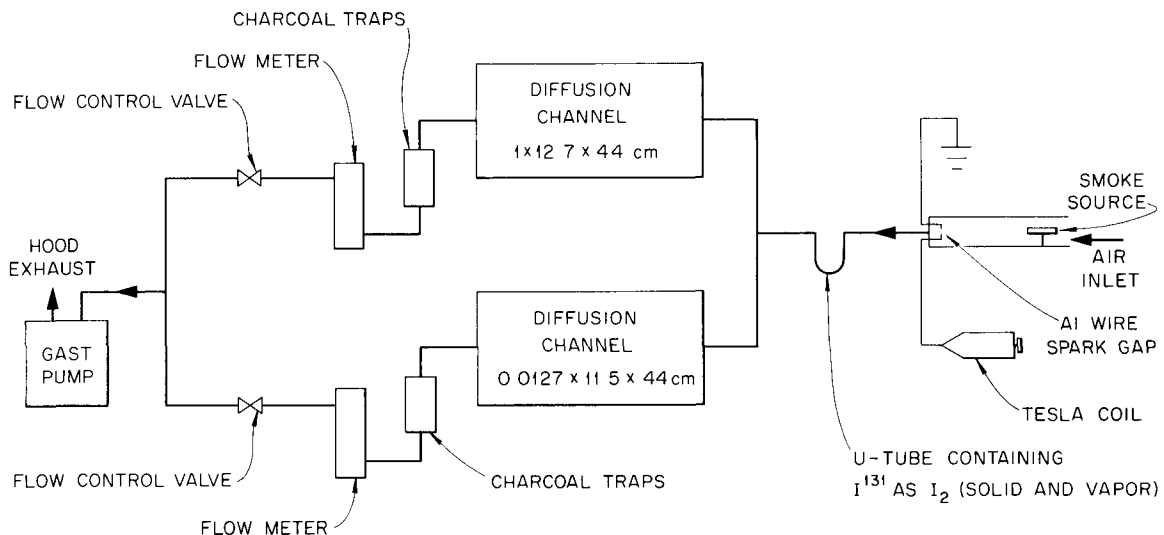 CHARCOAL TRAPS
FLOW METER
FLOW CONTROL VALVE
DIFFUSION
CHANNEL
1 × 12 7 × 44 cm
SMOKE
SOURCE
AIR
INLET
HOOD
EXHAUST
GAST
PUMP
DIFFUSION
CHANNEL
0 0127 × 11 5 × 44 cm
A1 WIRE
SPARK GAP
TESLA COIL
U-TUBE CONTAINING
I¹³¹ AS I₂ (SOLID AND VAPOR)
FLOW CONTROL VALVE
CHARCOAL TRAPS
FLOW METER